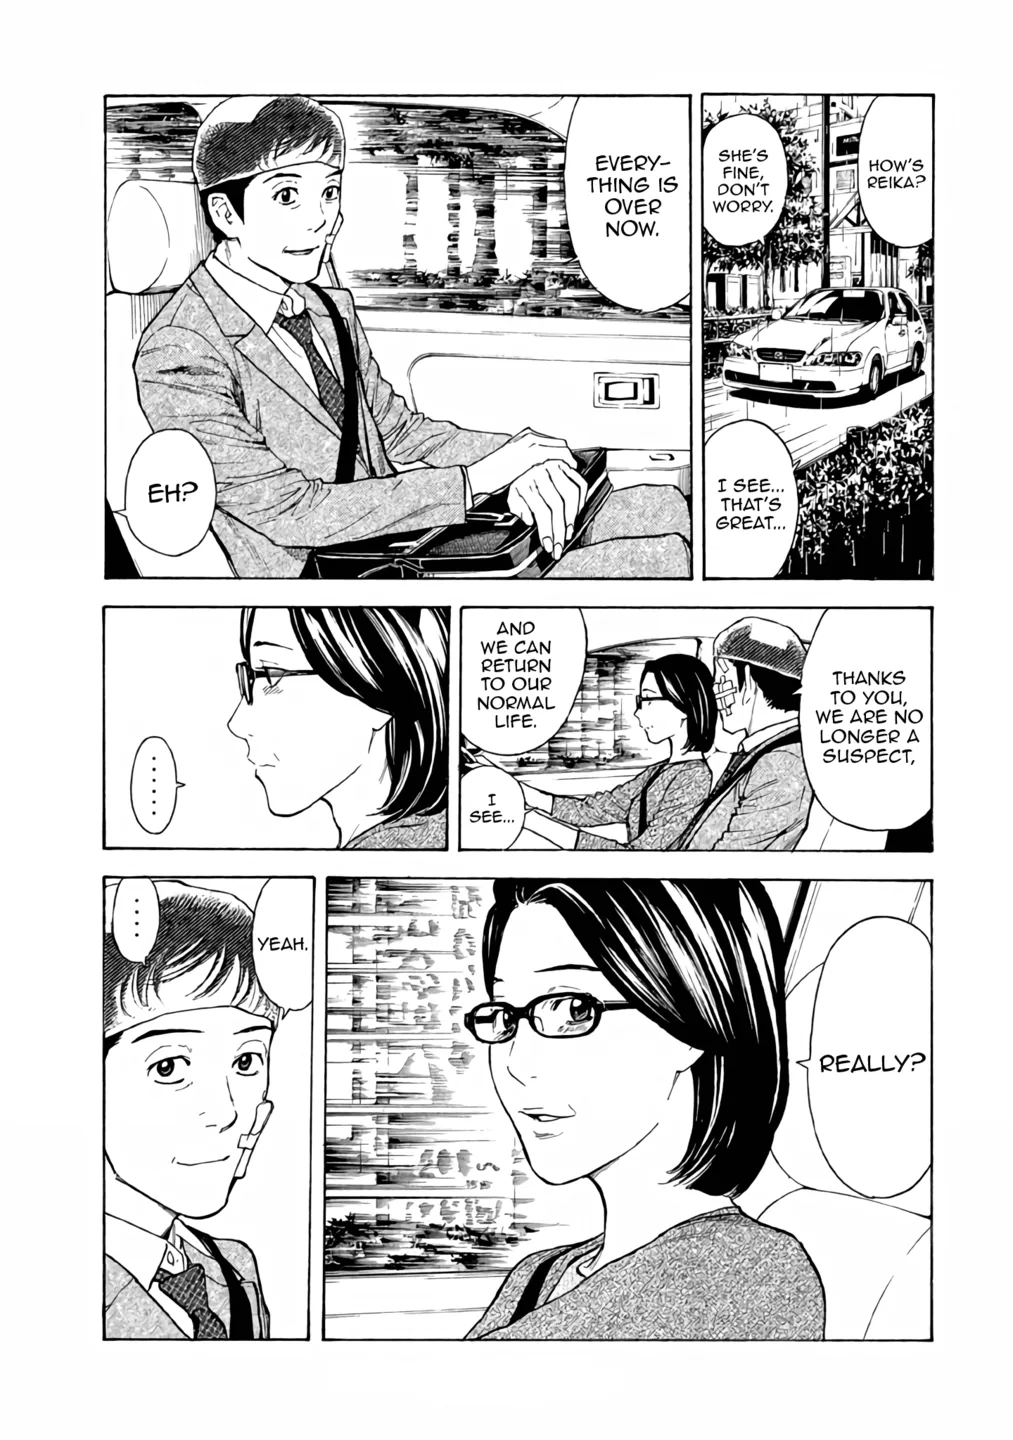 HOW'S
REIKA?
SHE'S
FINE,
DON'T
WORRY.
I SEE...
THAT'S
GREAT...
EVERY-
THING IS
OVER
NOW.
EH?
THANKS
TO YOU,
WE ARE NO
LONGER A
SUSPECT,
AND
WE CAN
RETURN
TO OUR
NORMAL
LIFE.
I
SEE...
......
REALLY?
YEAH.
....